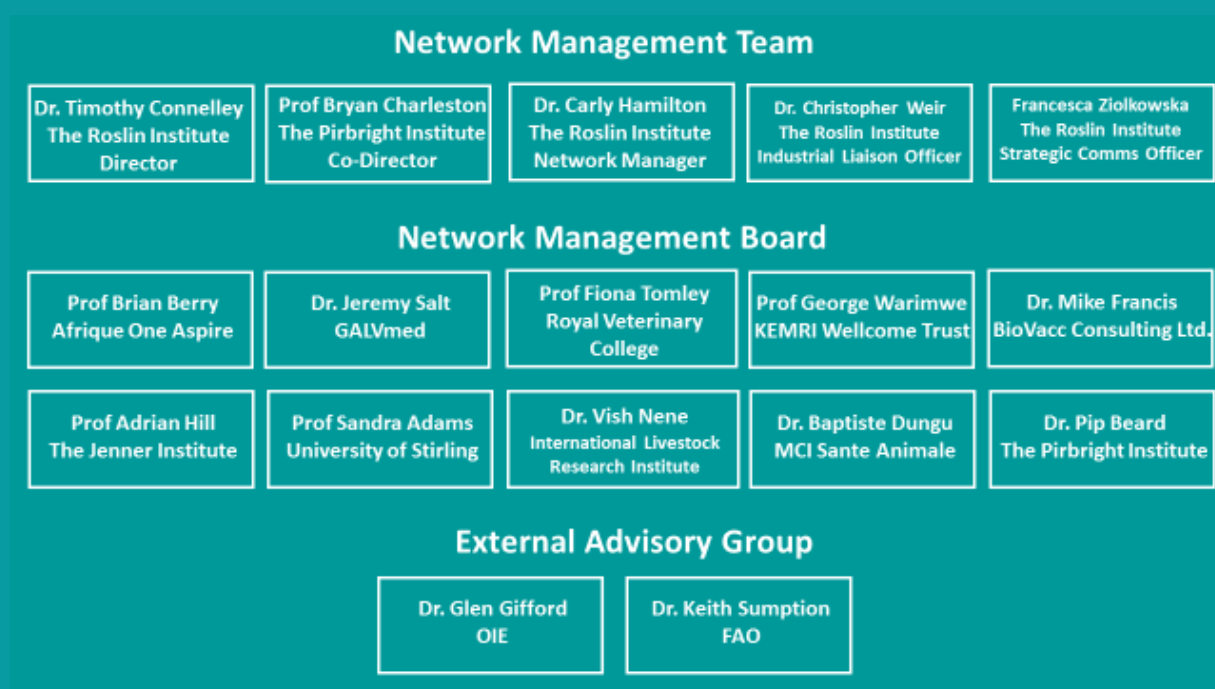 Network Management Team
Dr. Timothy Connelley
The Roslin Institute
Director
Prof Bryan Charleston
The Pirbright Institute
Co-Director
Dr. Carly Hamilton
The Roslin Institute
Network Manager
Dr. Christopher Weir
The Roslin Institute
Industrial Liaison Officer
Francesca Ziolkowska
The Roslin Institute
Strategic Comms Officer
Network Management Board
Prof Brian Berry
Afrique One Aspire
Dr. Jeremy Salt
GALVmed
Prof Fiona Tomley
Royal Veterinary
College
Prof George Warimwe
KEMRI Wellcome Trust
Dr. Mike Francis
BioVacc Consulting Ltd.
Prof Adrian Hill
The Jenner Institute
Prof Sandra Adams
University of Stirling
Dr. Vish Nene
International Livestock
Research Institute
Dr. Baptiste Dungu
MCI Sante Animale
Dr. Pip Beard
The Pirbright Institute
External Advisory Group
Dr. Glen Gifford
OIE
Dr. Keith Sumption
FAO